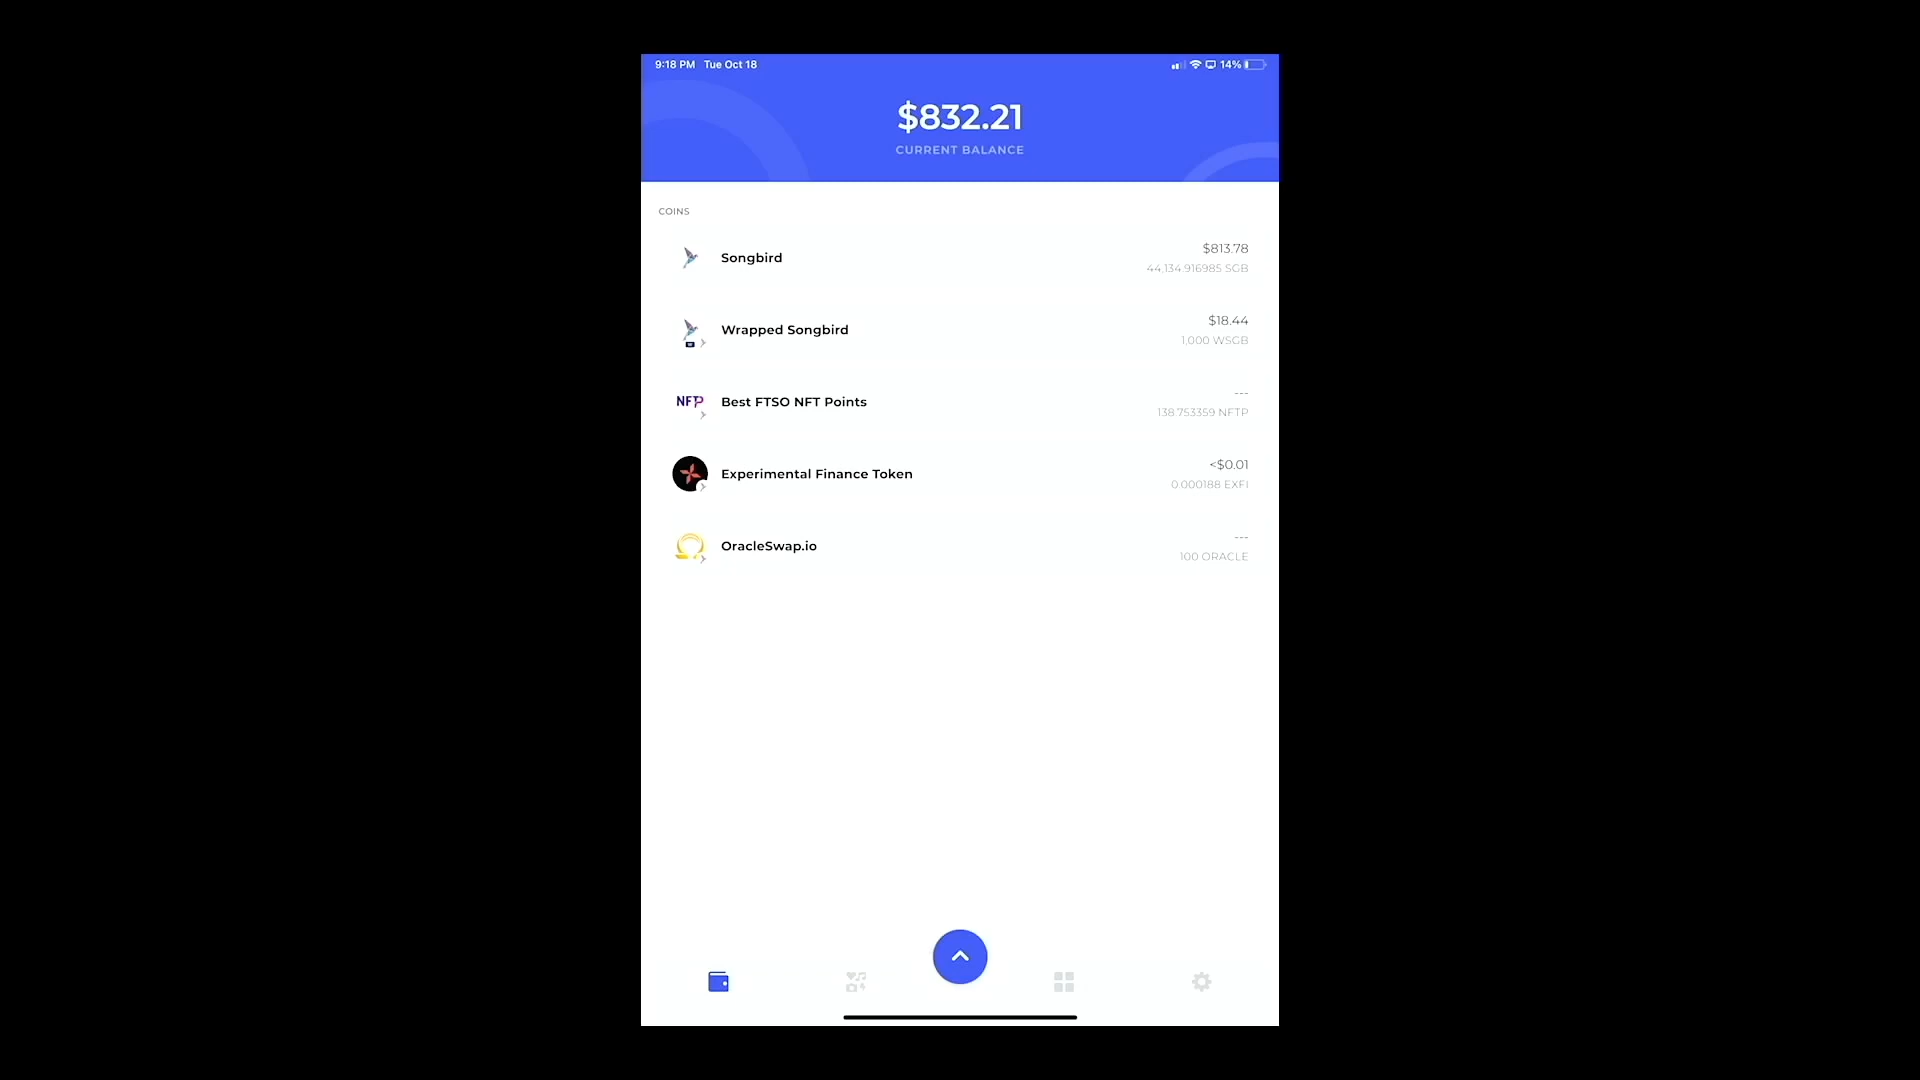 9:18 PM Tue Oct 18
14%
$832.21
CURRENT BALANCE
COINS
Songbird
$813.78
44,134.916985 SGB
Wrapped Songbird
$18.44
1,000 WSGB
NFP
Best FTSO NFT Points
---
138.753359 NFTP
Experimental Finance Token
<$0.01
0.000188 EXFI
OracleSwap.io
---
100 ORACLE